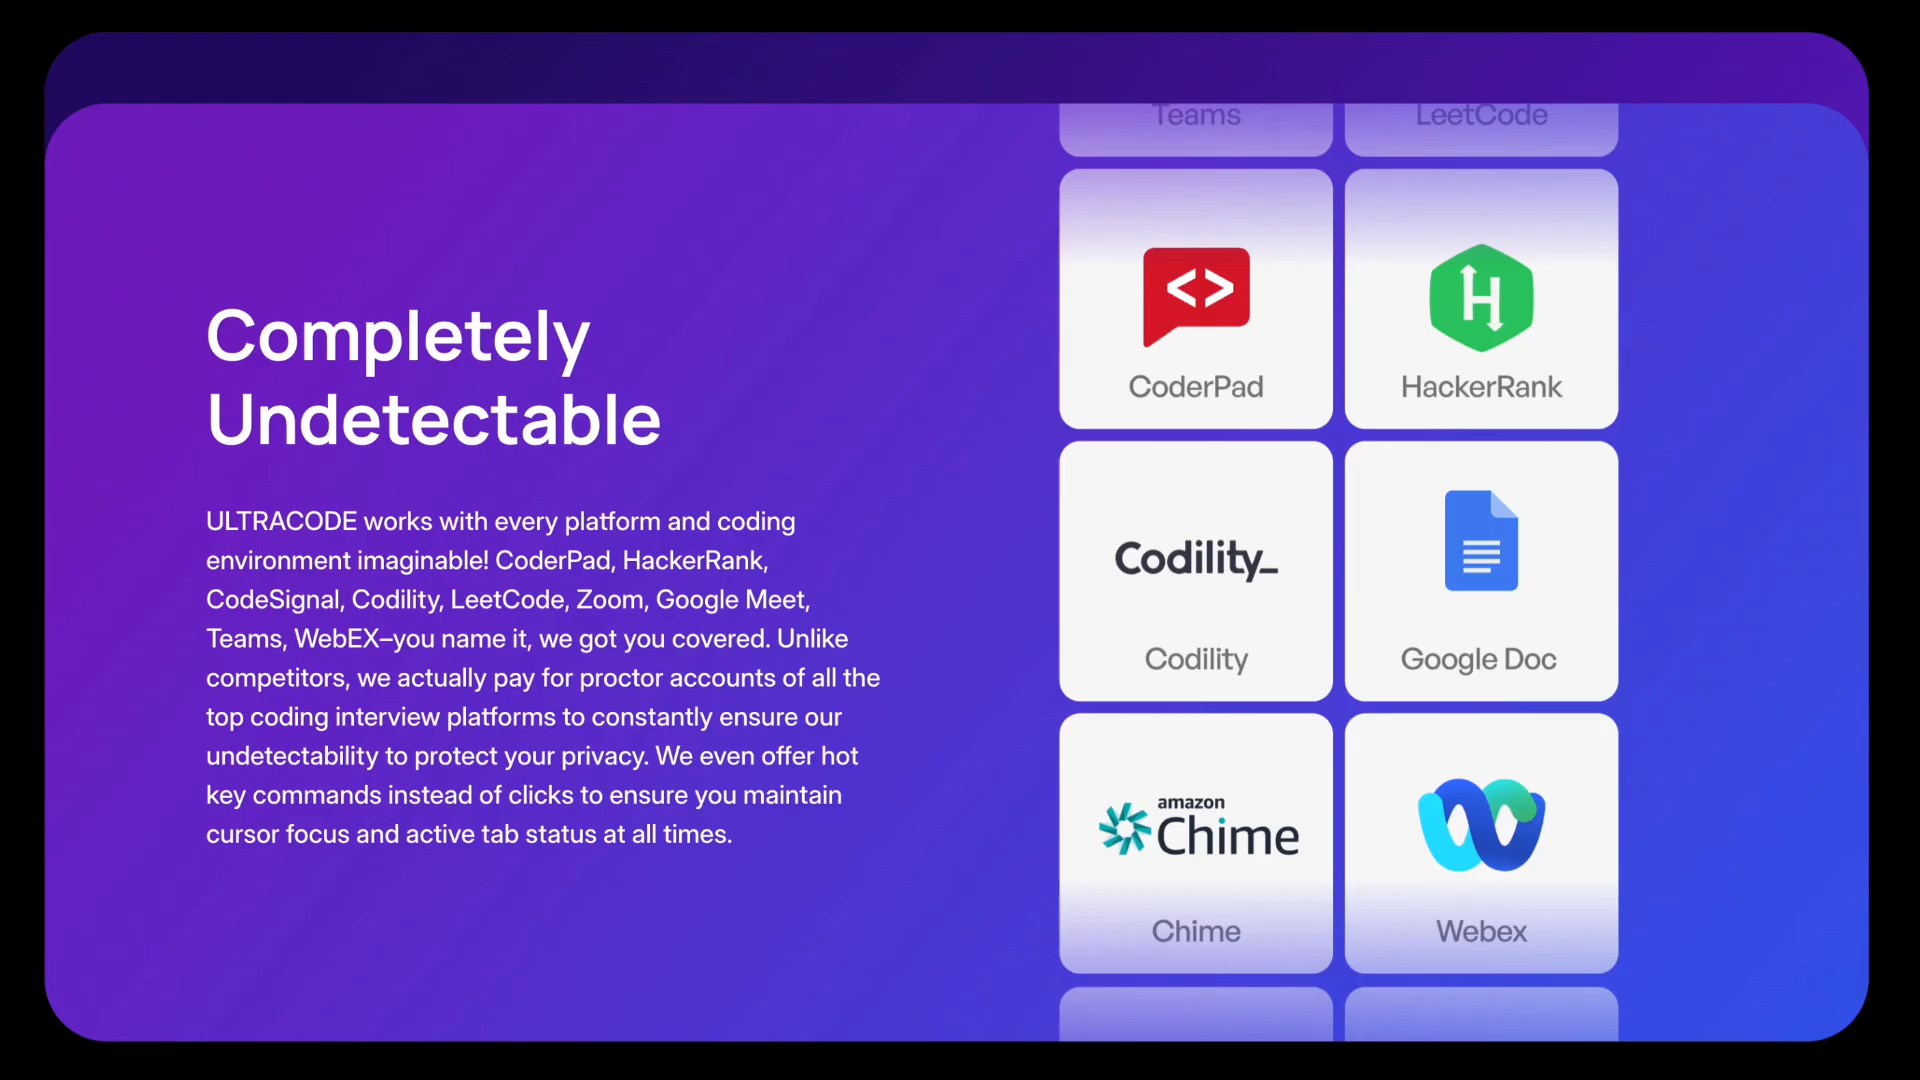 Completely
Undetectable
ULTRACODE works with every platform and coding
environment imaginable! CoderPad, HackerRank,
CodeSignal, Codility, LeetCode, Zoom, Google Meet,
Teams, WebEX–you name it, we got you covered. Unlike
competitors, we actually pay for proctor accounts of all the
top coding interview platforms to constantly ensure our
undetectability to protect your privacy. We even offer hot
key commands instead of clicks to ensure you maintain
cursor focus and active tab status at all times.
Teams
LeetCode
CoderPad
H
HackerRank
Codility_
Codility
Google Doc
amazon
Chime
Chime
Webex